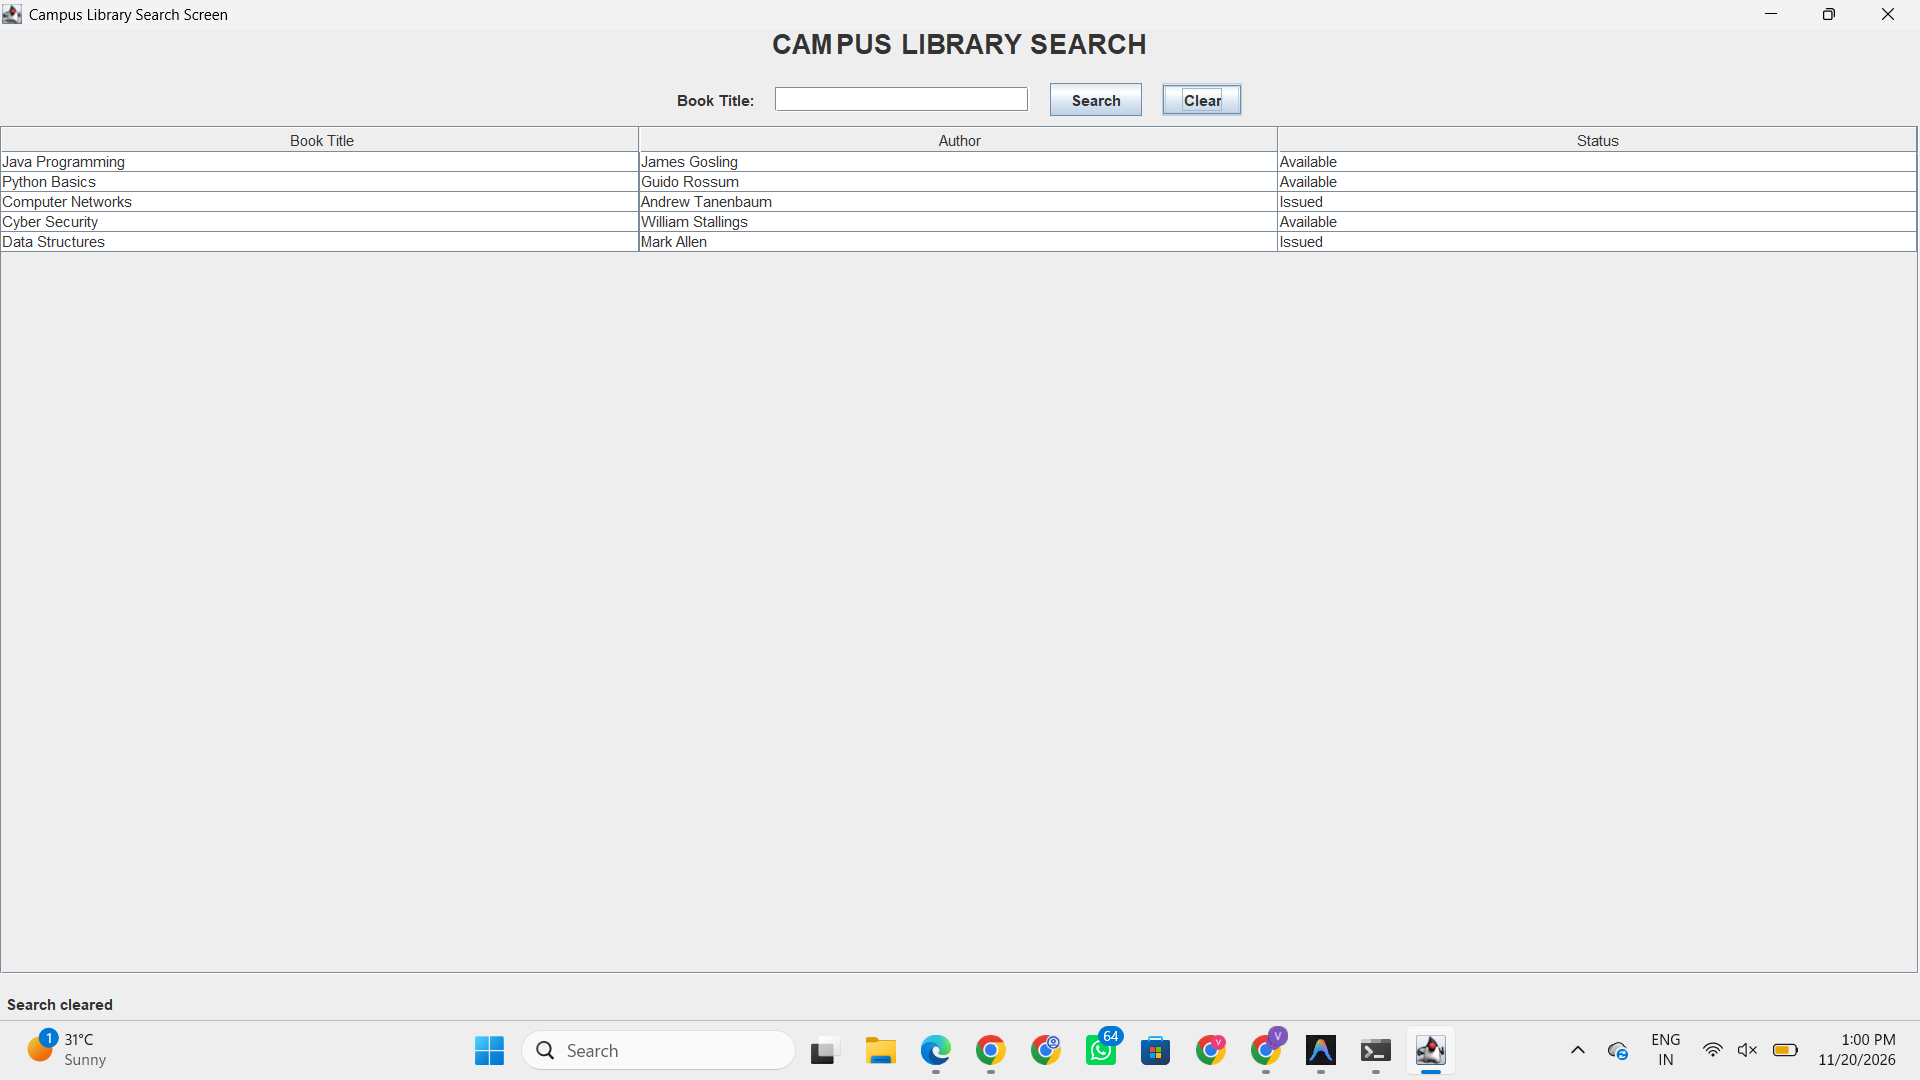 Campus Library Search Screen
CAMPUS LIBRARY SEARCH
Book Title: Search Clear
Book Title Author Status
Java Programming James Gosling Available
Python Basics Guido Rossum Available
Computer Networks Andrew Tanenbaum Issued
Cyber Security William Stallings Available
Data Structures Mark Allen Issued
Search cleared
1 31°C
Sunny
Search
64
V
V
ENG
IN
1:00 PM
11/20/2026